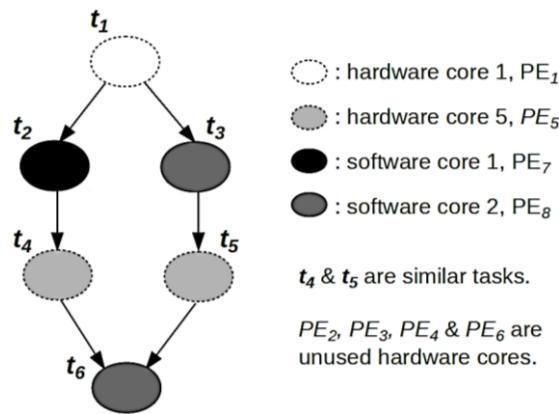 t1
t2
t3
t4
t5
t6
: hardware core 1, PE1
: hardware core 5, PE5
: software core 1, PE7
: software core 2, PE8
t4 & t5 are similar tasks.
PE2, PE3, PE4 & PE6 are
unused hardware cores.